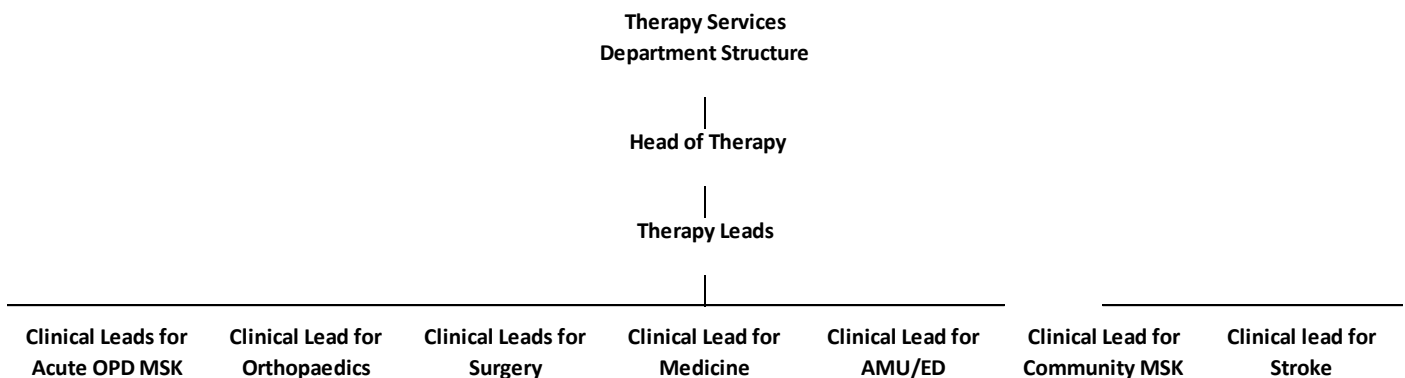 Therapy Services
Department Structure
Head of Therapy
Therapy Leads
Clinical Leads for
Acute OPD MSK
Clinical Lead for
Orthopaedics
Clinical Leads for
Surgery
Clinical Lead for
Medicine
Clinical Lead for
AMU/ED
Clinical Lead for
Community MSK
Clinical lead for
Stroke